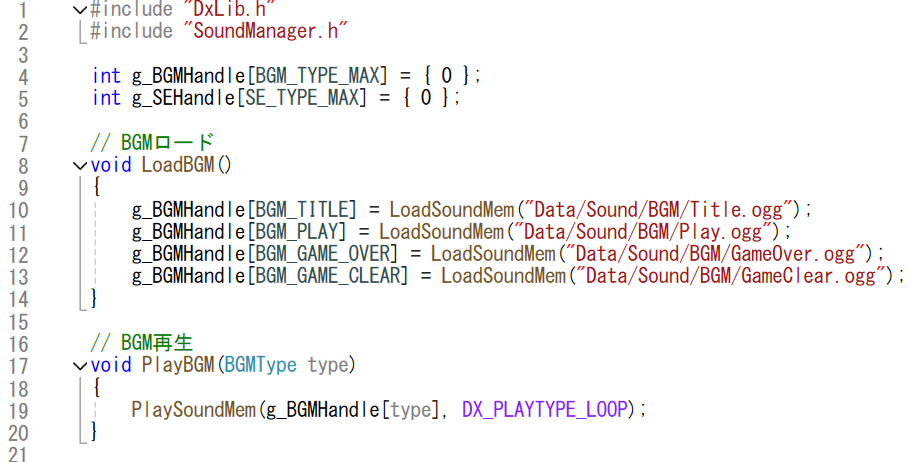 1 #include "DxLib.h"
2 #include "SoundManager.h"
3
4 int g_BGMHandle[BGM_TYPE_MAX] = { 0 };
5 int g_SEHandle[SE_TYPE_MAX] = { 0 };
6
7 // BGMロード
8 void LoadBGM()
9 {
10 g_BGMHandle[BGM_TITLE] = LoadSoundMem("Data/Sound/BGM/Title.ogg");
11 g_BGMHandle[BGM_PLAY] = LoadSoundMem("Data/Sound/BGM/Play.ogg");
12 g_BGMHandle[BGM_GAME_OVER] = LoadSoundMem("Data/Sound/BGM/GameOver.ogg");
13 g_BGMHandle[BGM_GAME_CLEAR] = LoadSoundMem("Data/Sound/BGM/GameClear.ogg");
14 }
15
16 // BGM再生
17 void PlayBGM(BGMType type)
18 {
19 PlaySoundMem(g_BGMHandle[type], DX_PLAYTYPE_LOOP);
20 }
21